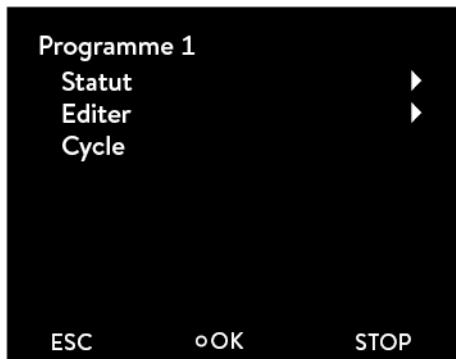 Programme 1
Statut
Editer
Cycle
ESC OK STOP